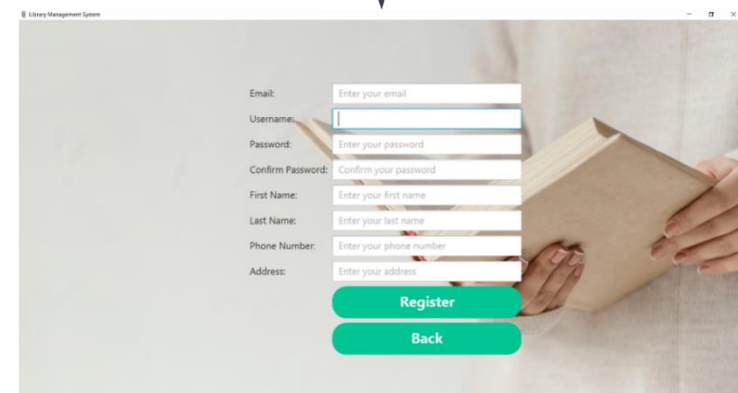 Library Management System
Email: Enter your email
Username:
Password: Enter your password
Confirm Password: Confirm your password
First Name: Enter your first name
Last Name: Enter your last name
Phone Number: Enter your phone number
Address: Enter your address
Register
Back